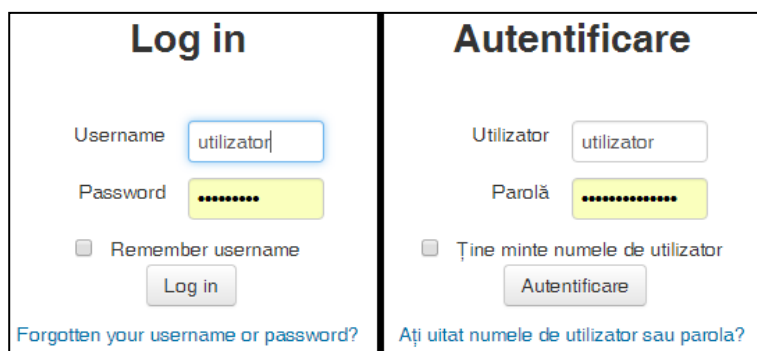 Log in
Username utilizator
Password •••••••••
Remember username
Log in
Forgotten your username or password?
Autentificare
Utilizator utilizator
Parolă ••••••••••••••
Ține minte numele de utilizator
Autentificare
Ați uitat numele de utilizator sau parola?